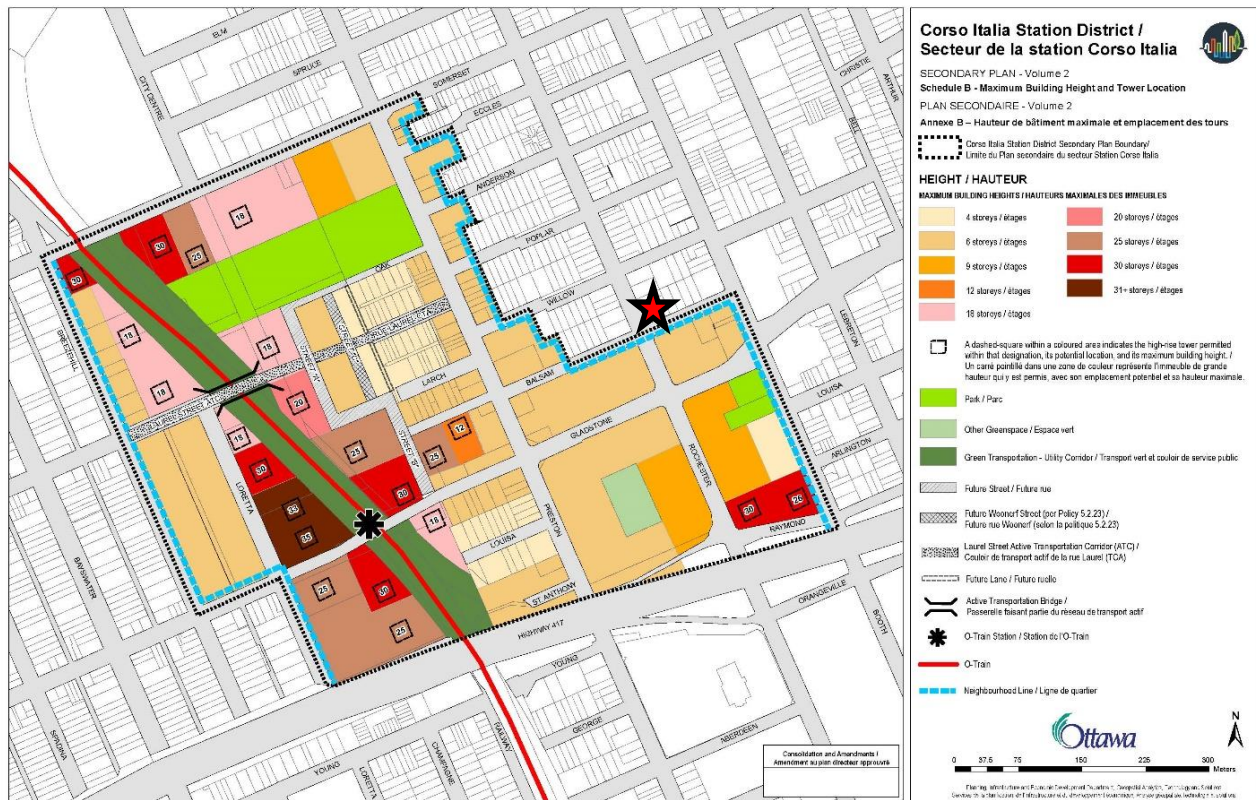 ELM
SPRUCE
CITY CENTRE
SOMERSET
ECCLES
CHRISTIE
ARTHUR
BELL
ANDERSON
POPLAR
WILLOW
OAK
BREEZEHILL
STREET 'A'
RUE LAUREL ETA
LARCH
BALSAM
LEBRETON
LOUISA
ARLINGTON
LAUREL STREET ATC
STREET 'B'
GLADSTONE
ROCHESTER
LORETTA
PRESTON
LOUISA
RAYMOND
BAYSWATER
ST ANTHONY
HIGHWAY 417
ORANGEVILLE
BOOTH
YOUNG
GEORGE
ABERDEEN
RAILWAY
CHAMPAGNE
LORETTA
YOUNG
SPADINA
30
30
25
18
18
18
18
20
18
30
25
12
25
30
33
35
18
25
30
25
30
26
Consolidation and Amendments /
Amendment au plan directeur approuvé
Corso Italia Station District /
Secteur de la station Corso Italia
SECONDARY PLAN - Volume 2
Schedule B - Maximum Building Height and Tower Location
PLAN SECONDAIRE - Volume 2
Annexe B – Hauteur de bâtiment maximale et emplacement des tours
Corso Italia Station District Secondary Plan Boundary/
Limite du Plan secondaire du secteur Station Corso Italia
HEIGHT / HAUTEUR
MAXIMUM BUILDING HEIGHTS / HAUTEURS MAXIMALES DES IMMEUBLES
4 storeys / étages
6 storeys / étages
9 storeys / étages
12 storeys / étages
18 storeys / étages
20 storeys / étages
25 storeys / étages
30 storeys / étages
31+ storeys / étages
A dashed-square within a coloured area indicates the high-rise tower permitted
within that designation, its potential location, and its maximum building height. /
Un carré pointillé dans une zone de couleur représente l'immeuble de grande
hauteur qui y est permis, avec son emplacement potentiel et sa hauteur maximale.
Park / Parc
Other Greenspace / Espace vert
Green Transportation - Utility Corridor / Transport vert et couloir de service public
Future Street / Future rue
Future Woonerf Street (per Policy 5.2.23) /
Future rue Woonerf (selon la politique 5.2.23)
Laurel Street Active Transportation Corridor (ATC) /
Couloir de transport actif de la rue Laurel (TCA)
Future Lane / Future ruelle
Active Transportation Bridge /
Passerelle faisant partie du réseau de transport actif
O-Train Station / Station de l'O-Train
O-Train
Neighbourhood Line / Ligne de quartier
Ottawa
N
0 37.5 75 150 225 300
Meters